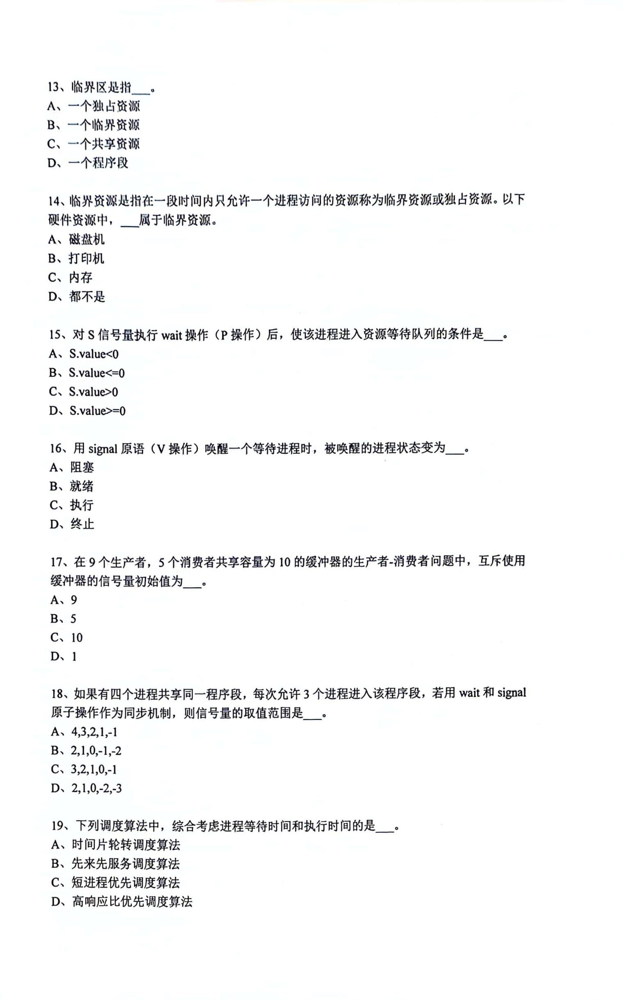 13、临界区是指___。
A、一个独占资源
B、一个临界资源
C、一个共享资源
D、一个程序段
14、临界资源是指在一段时间内只允许一个进程访问的资源称为临界资源或独占资源。以下
硬件资源中，___属于临界资源。
A、磁盘机
B、打印机
C、内存
D、都不是
15、对 S 信号量执行 wait 操作（P 操作）后，使该进程进入资源等待队列的条件是___。
A、S.value<0
B、S.value<=0
C、S.value>0
D、S.value>=0
16、用 signal 原语（V 操作）唤醒一个等待进程时，被唤醒的进程状态变为___。
A、阻塞
B、就绪
C、执行
D、终止
17、在 9 个生产者，5 个消费者共享容量为 10 的缓冲器的生产者-消费者问题中，互斥使用
缓冲器的信号量初始值为___。
A、9
B、5
C、10
D、1
18、如果有四个进程共享同一程序段，每次允许 3 个进程进入该程序段，若用 wait 和 signal
原子操作作为同步机制，则信号量的取值范围是___。
A、4,3,2,1,-1
B、2,1,0,-1,-2
C、3,2,1,0,-1
D、2,1,0,-2,-3
19、下列调度算法中，综合考虑进程等待时间和执行时间的是___。
A、时间片轮转调度算法
B、先来先服务调度算法
C、短进程优先调度算法
D、高响应比优先调度算法